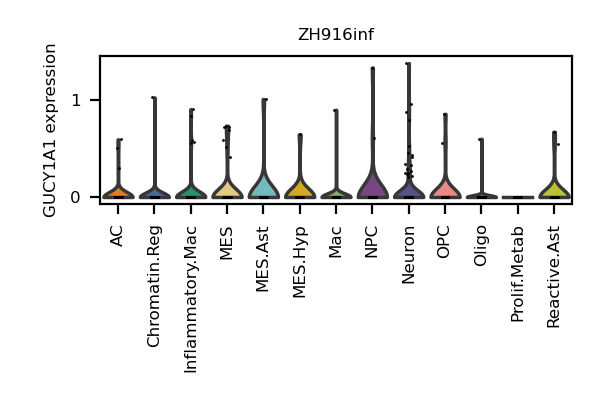 ZH916inf
GUCY1A1 expression
1
0
AC
Chromatin.Reg
Inflammatory.Mac
MES
MES.Ast
MES.Hyp
Mac
NPC
Neuron
OPC
Oligo
Prolif.Metab
Reactive.Ast